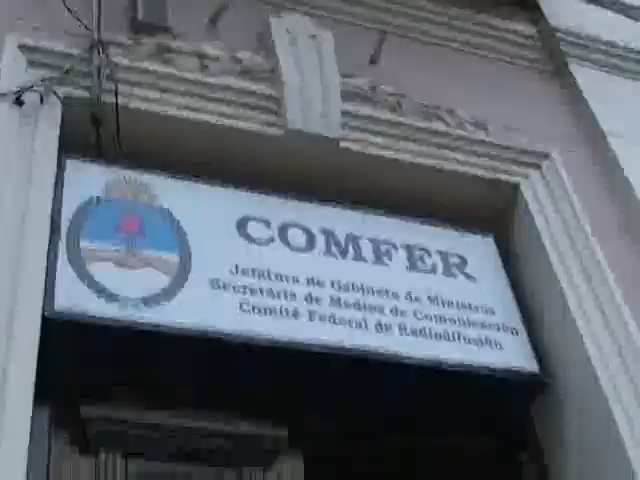 COMFER
Jefatura de Gabinete de Ministros
Secretaría de Medios de Comunicación
Comité Federal de Radiodifusión